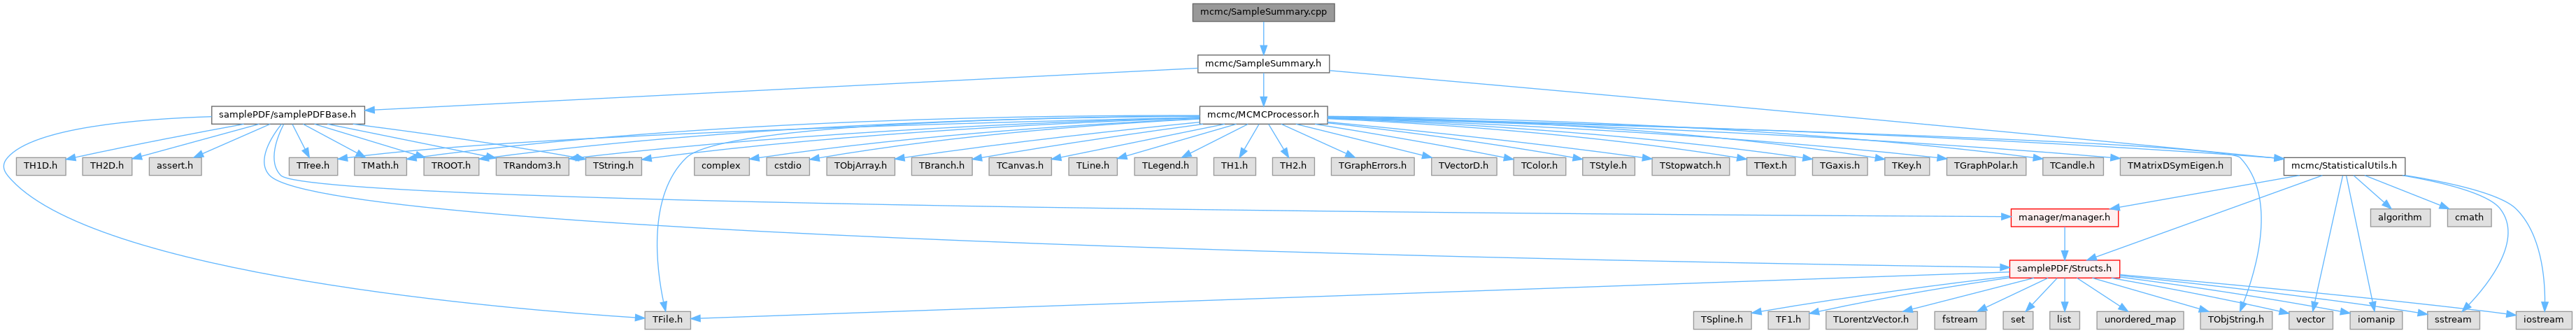 mcmc/SampleSummary.cpp
mcmc/SampleSummary.h
samplePDF/samplePDFBase.h
mcmc/MCMCProcessor.h
TH1D.h
TH2D.h
assert.h
TTree.h
TMath.h
TROOT.h
TRandom3.h
TString.h
complex
cstdio
TObjArray.h
TBranch.h
TCanvas.h
TLine.h
TLegend.h
TH1.h
TH2.h
TGraphErrors.h
TVectorD.h
TColor.h
TStyle.h
TStopwatch.h
TText.h
TGaxis.h
TKey.h
TGraphPolar.h
TCandle.h
TMatrixDSymEigen.h
mcmc/StatisticalUtils.h
manager/manager.h
algorithm
cmath
samplePDF/Structs.h
TFile.h
TSpline.h
TF1.h
TLorentzVector.h
fstream
set
list
unordered_map
TObjString.h
vector
iomanip
sstream
iostream